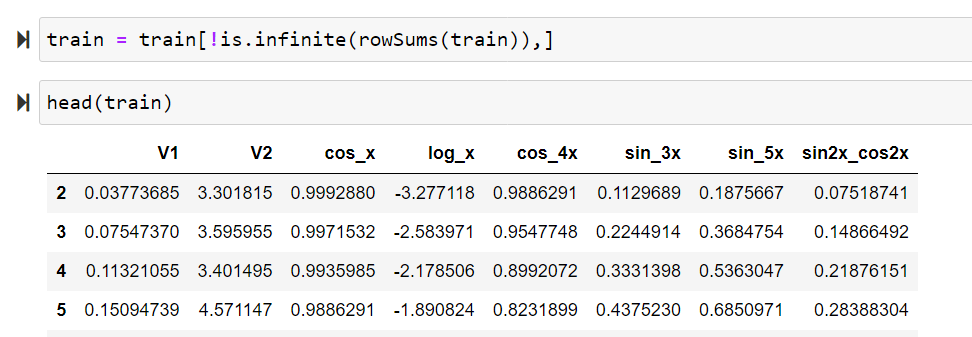 train = train[!is.infinite(rowSums(train)),]
head(train)
V1 V2 cos_x log_x cos_4x sin_3x sin_5x sin2x_cos2x
2 0.03773685 3.301815 0.9992880 -3.277118 0.9886291 0.1129689 0.1875667 0.07518741
3 0.07547370 3.595955 0.9971532 -2.583971 0.9547748 0.2244914 0.3684754 0.14866492
4 0.11321055 3.401495 0.9935985 -2.178506 0.8992072 0.3331398 0.5363047 0.21876151
5 0.15094739 4.571147 0.9886291 -1.890824 0.8231899 0.4375230 0.6850971 0.28388304